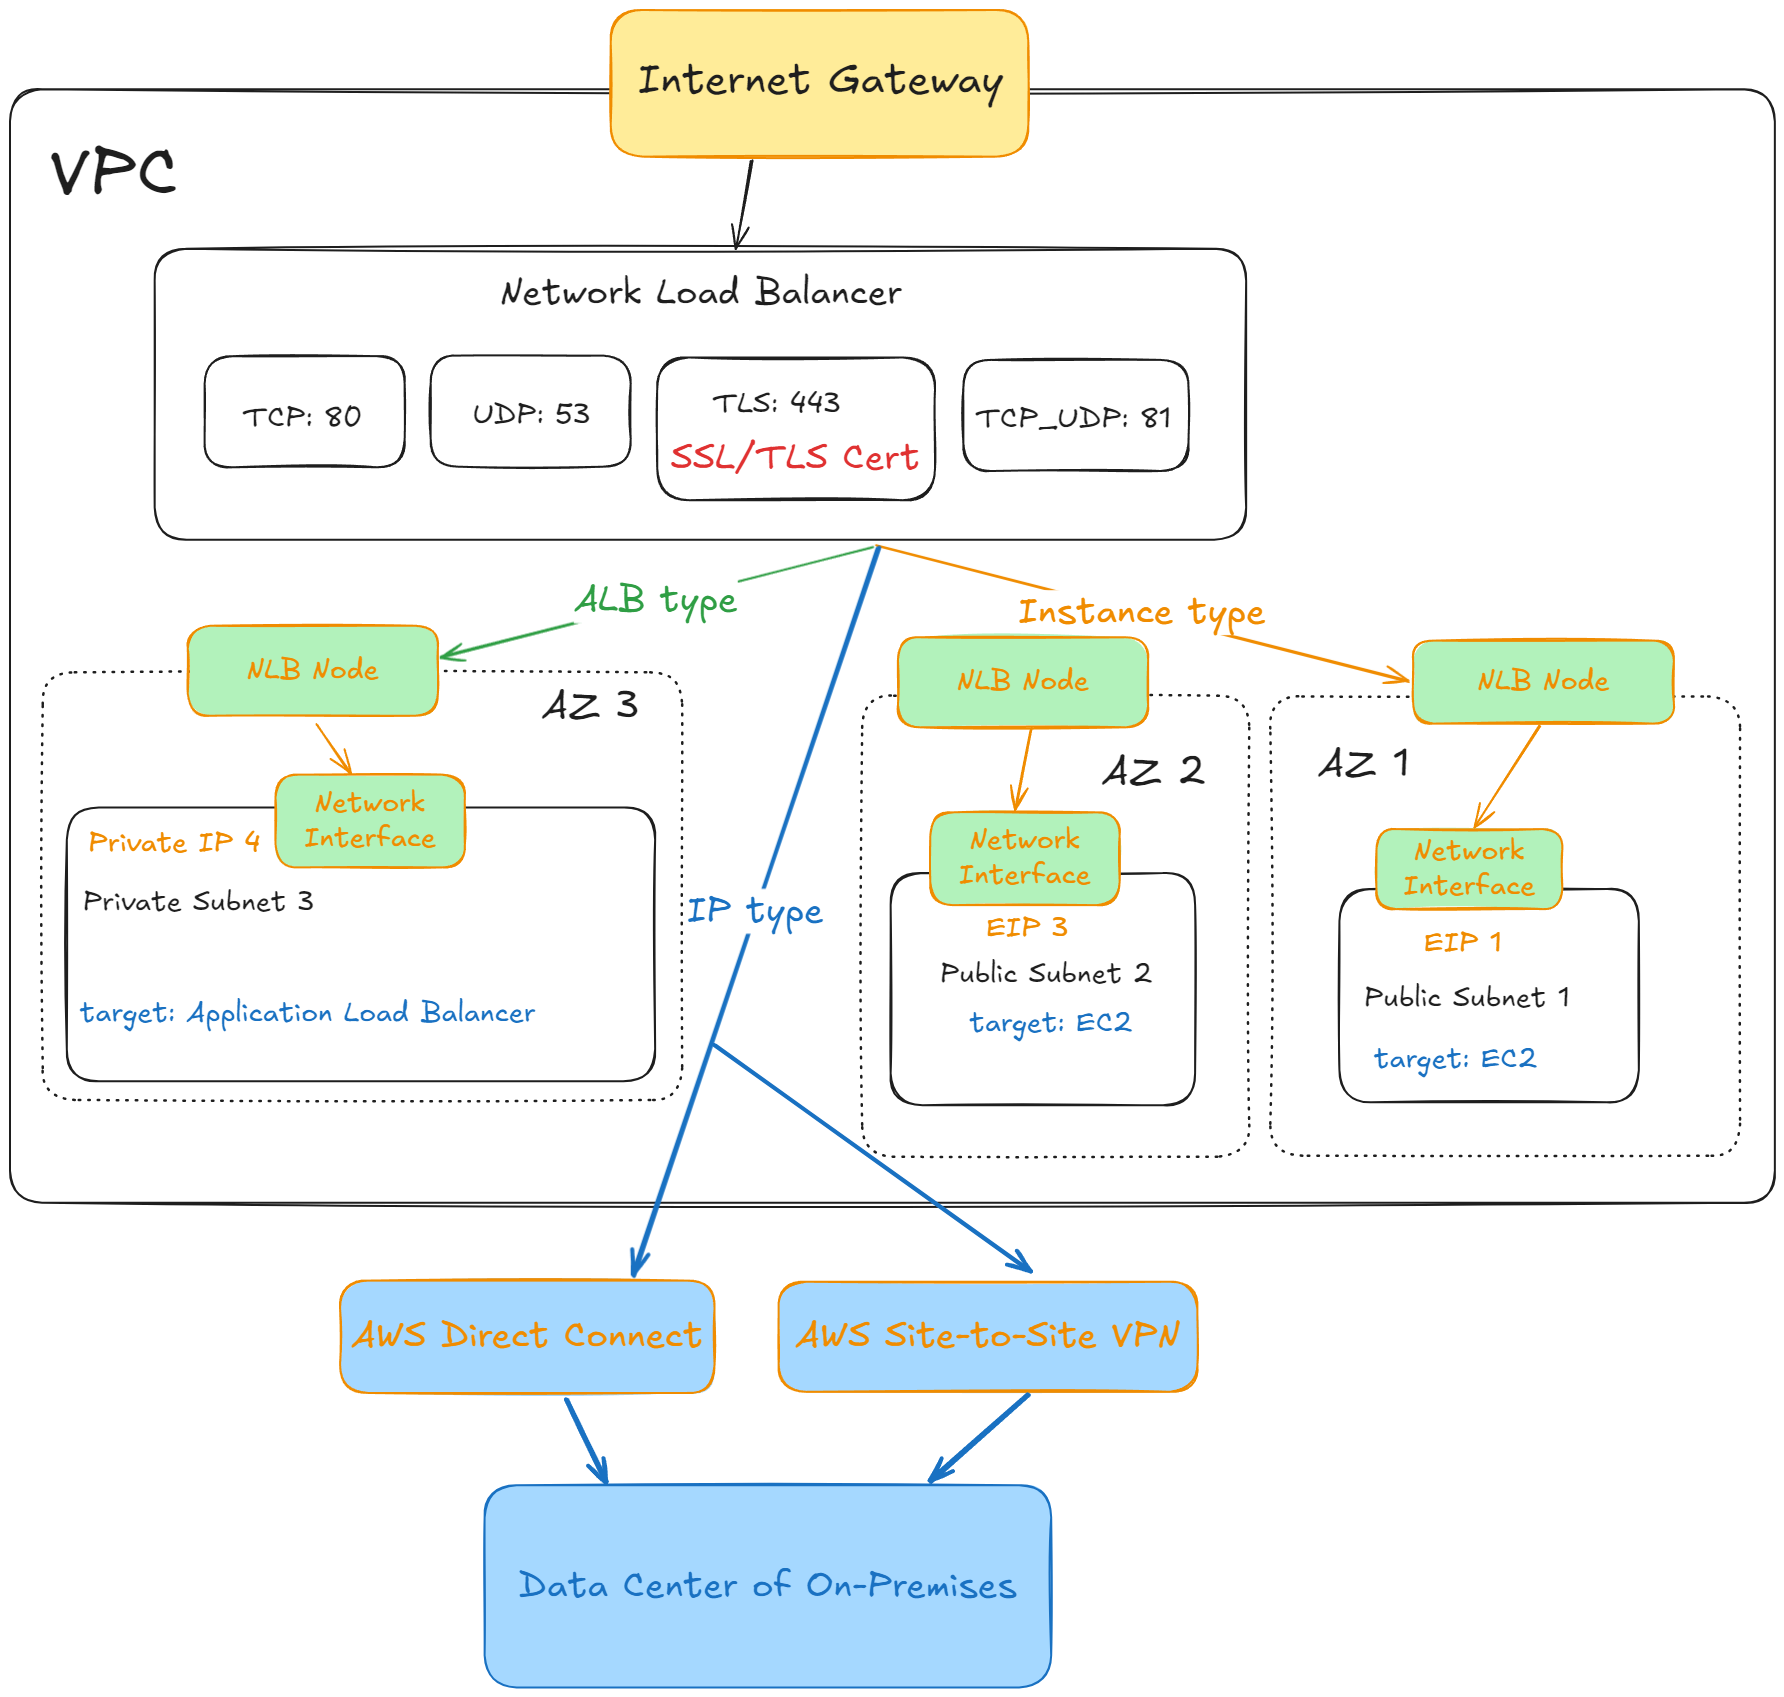 Internet Gateway
VPC
Network Load Balancer
TCP: 80
UDP: 53
TLS: 443
SSL/TLS Cert
TCP_UDP: 81
ALB type
Instance type
IP type
NLB Node
AZ 3
Network
Interface
Private IP 4
Private Subnet 3
target: Application Load Balancer
NLB Node
AZ 2
Network
Interface
EIP 3
Public Subnet 2
target: EC2
NLB Node
AZ 1
Network
Interface
EIP 1
Public Subnet 1
target: EC2
AWS Direct Connect
AWS Site-to-Site VPN
Data Center of On-Premises